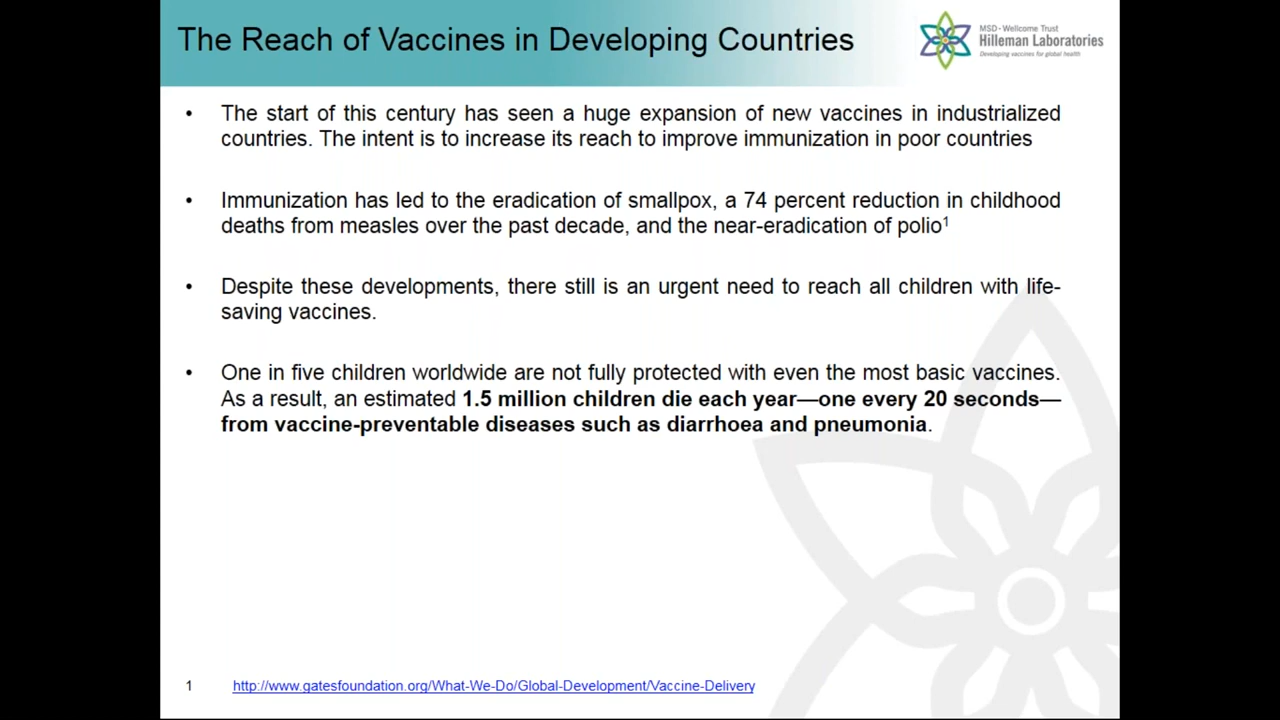 The Reach of Vaccines in Developing Countries
MSD - Wellcome Trust
Hilleman Laboratories
Developing vaccines for global health
• The start of this century has seen a huge expansion of new vaccines in industrialized
countries. The intent is to increase its reach to improve immunization in poor countries
• Immunization has led to the eradication of smallpox, a 74 percent reduction in childhood
deaths from measles over the past decade, and the near-eradication of polio¹
• Despite these developments, there still is an urgent need to reach all children with life-
saving vaccines.
• One in five children worldwide are not fully protected with even the most basic vaccines.
As a result, an estimated 1.5 million children die each year—one every 20 seconds—
from vaccine-preventable diseases such as diarrhoea and pneumonia.
1 http://www.gatesfoundation.org/What-We-Do/Global-Development/Vaccine-Delivery